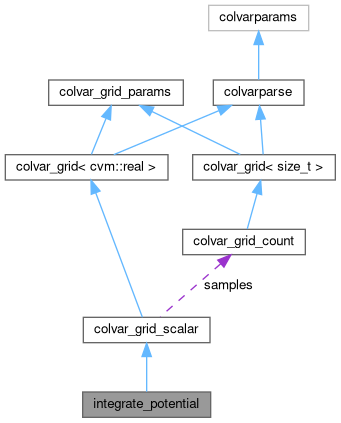 colvarparams
colvar_grid_params
colvarparse
colvar_grid< cvm::real >
colvar_grid< size_t >
colvar_grid_count
samples
colvar_grid_scalar
integrate_potential